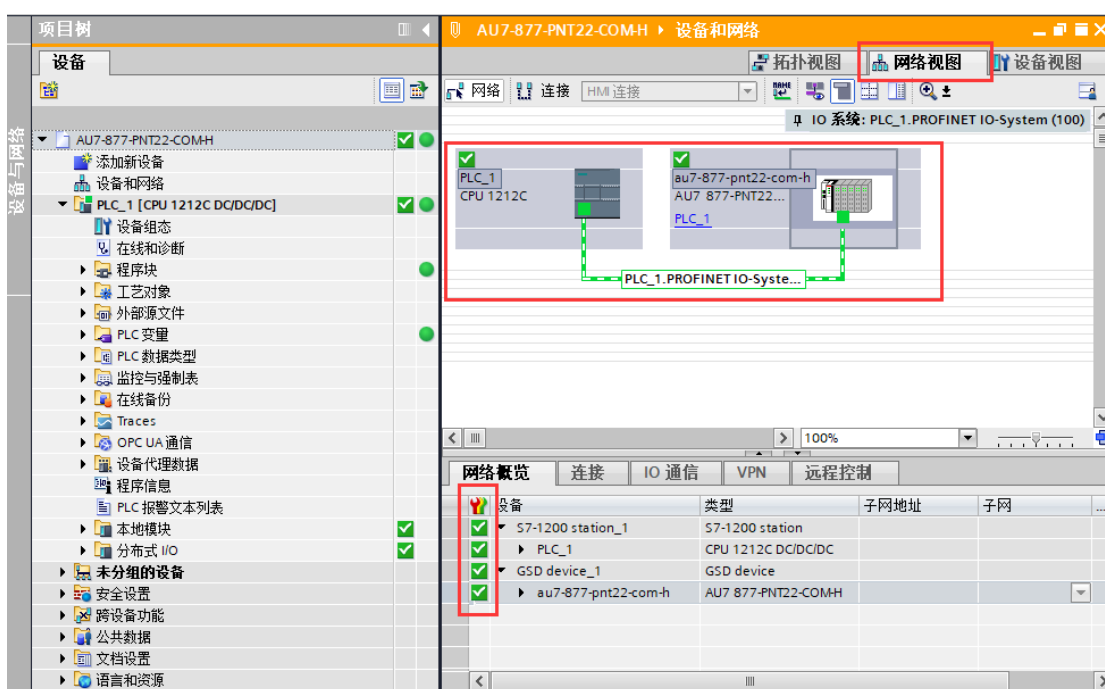 项目树
AU7-877-PNT22-COM-H ▸ 设备和网络
设备
拓扑视图
网络视图
设备视图
网络
连接
HMI 连接
IO 系统: PLC_1.PROFINET IO-System (100)
设备与网络
AU7-877-PNT22-COM-H
添加新设备
设备和网络
PLC_1 [CPU 1212C DC/DC/DC]
设备组态
在线和诊断
程序块
工艺对象
外部源文件
PLC 变量
PLC 数据类型
监控与强制表
在线备份
Traces
OPC UA 通信
设备代理数据
程序信息
PLC 报警文本列表
本地模块
分布式 I/O
未分组的设备
安全设置
跨设备功能
公共数据
文档设置
语言和资源
PLC_1
CPU 1212C
au7-877-pnt22-com-h
AU7 877-PNT22...
PLC_1
PLC_1.PROFINET IO-Syste...
100%
网络概览
连接
IO 通信
VPN
远程控制
设备
类型
子网地址
子网
...
S7-1200 station_1
S7-1200 station
PLC_1
CPU 1212C DC/DC/DC
GSD device_1
GSD device
au7-877-pnt22-com-h
AU7 877-PNT22-COM-H